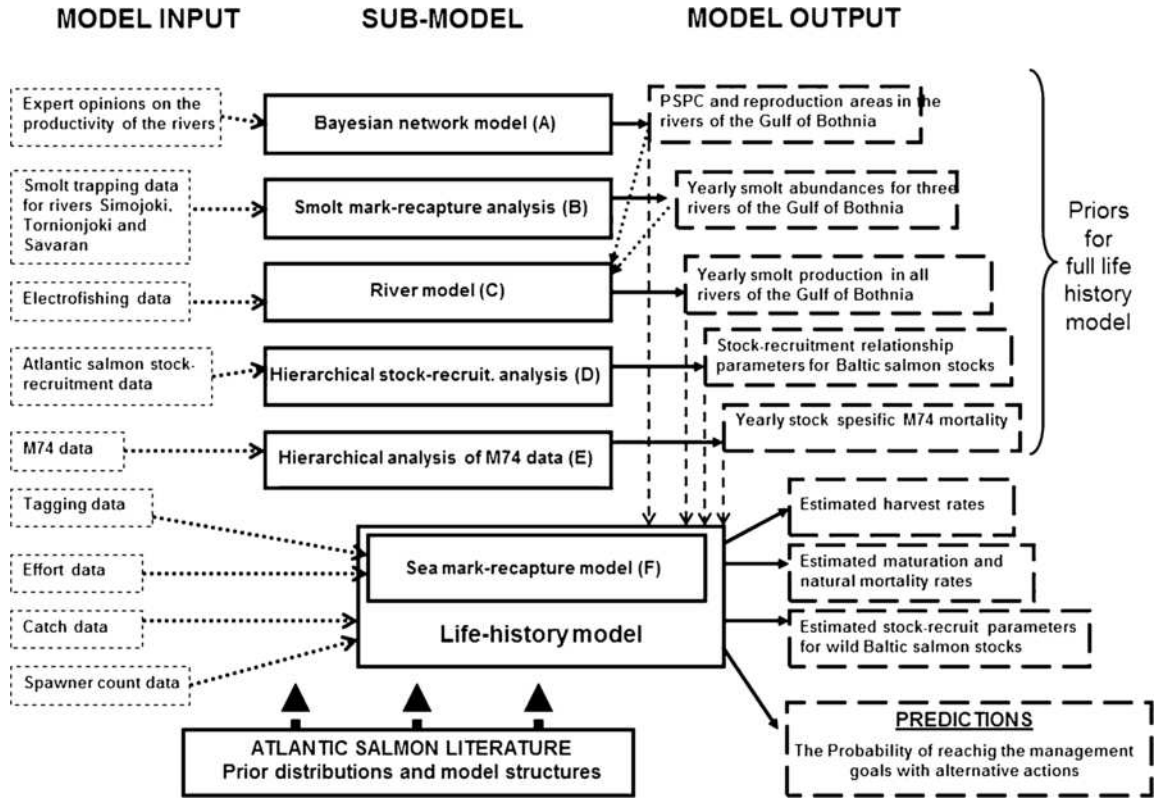 MODEL INPUT
SUB-MODEL
MODEL OUTPUT
Expert opinions on the
productivity of the rivers
Bayesian network model (A)
PSPC and reproduction areas in the
rivers of the Gulf of Bothnia
Smolt trapping data
for rivers Simojoki,
Tornionjoki and
Savaran
Smolt mark-recapture analysis (B)
Yearly smolt abundances for three
rivers of the Gulf of Bothnia
Electrofishing data
River model (C)
Yearly smolt production in all
rivers of the Gulf of Bothnia
Atlantic salmon stock-
recruitment data
Hierarchical stock-recruit. analysis (D)
Stock-recruitment relationship
parameters for Baltic salmon stocks
M74 data
Hierarchical analysis of M74 data (E)
Yearly stock spesific M74 mortality
Priors
for
full life
history
model
Tagging data
Effort data
Catch data
Spawner count data
Sea mark-recapture model (F)
Life-history model
Estimated harvest rates
Estimated maturation and
natural mortality rates
Estimated stock-recruit parameters
for wild Baltic salmon stocks
PREDICTIONS
The Probability of reachig the management
goals with alternative actions
ATLANTIC SALMON LITERATURE
Prior distributions and model structures